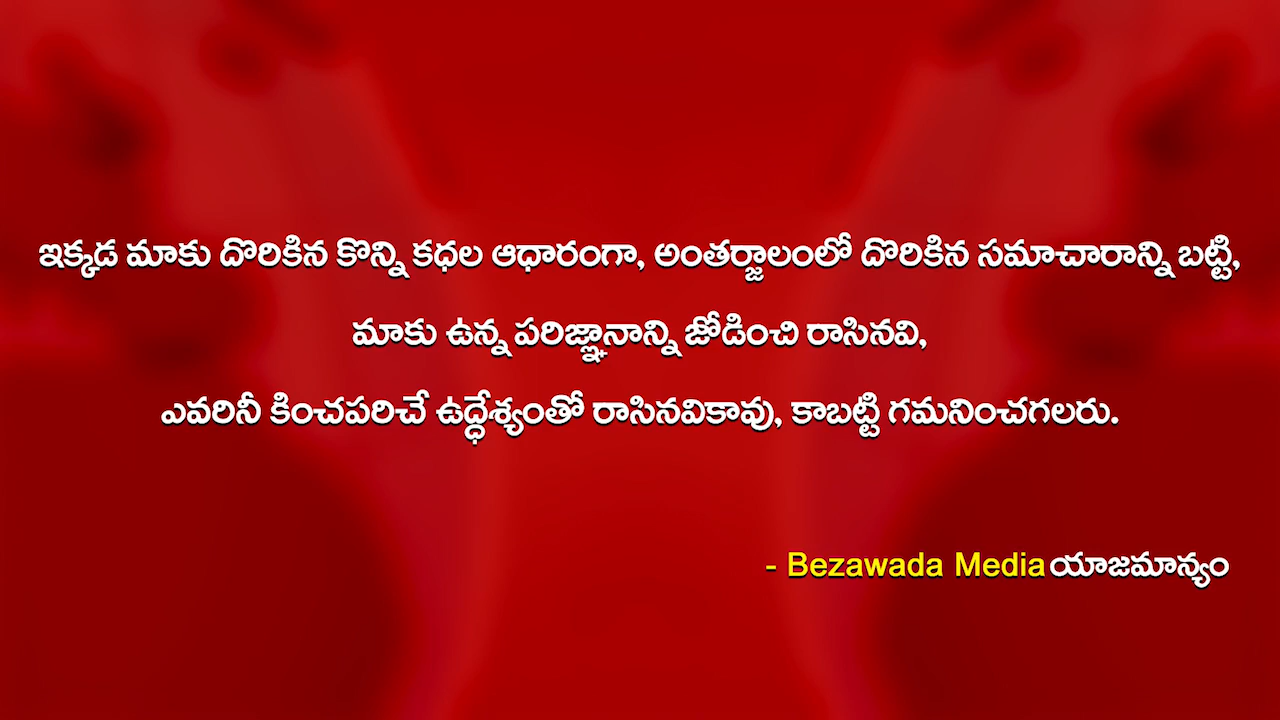 ఇక్కడ మాకు దొరికిన కొన్ని కధల ఆధారంగా, అంతర్జాలంలో దొరికిన సమాచారాన్ని బట్టి,
మాకు ఉన్న పరిజ్ఞానాన్ని జోడించి రాసినవి,
ఎవరినీ కించపరిచే ఉద్ధేశ్యంతో రాసినవికావు, కాబట్టి గమనించగలరు.
- Bezawada Media యాజమాన్యం